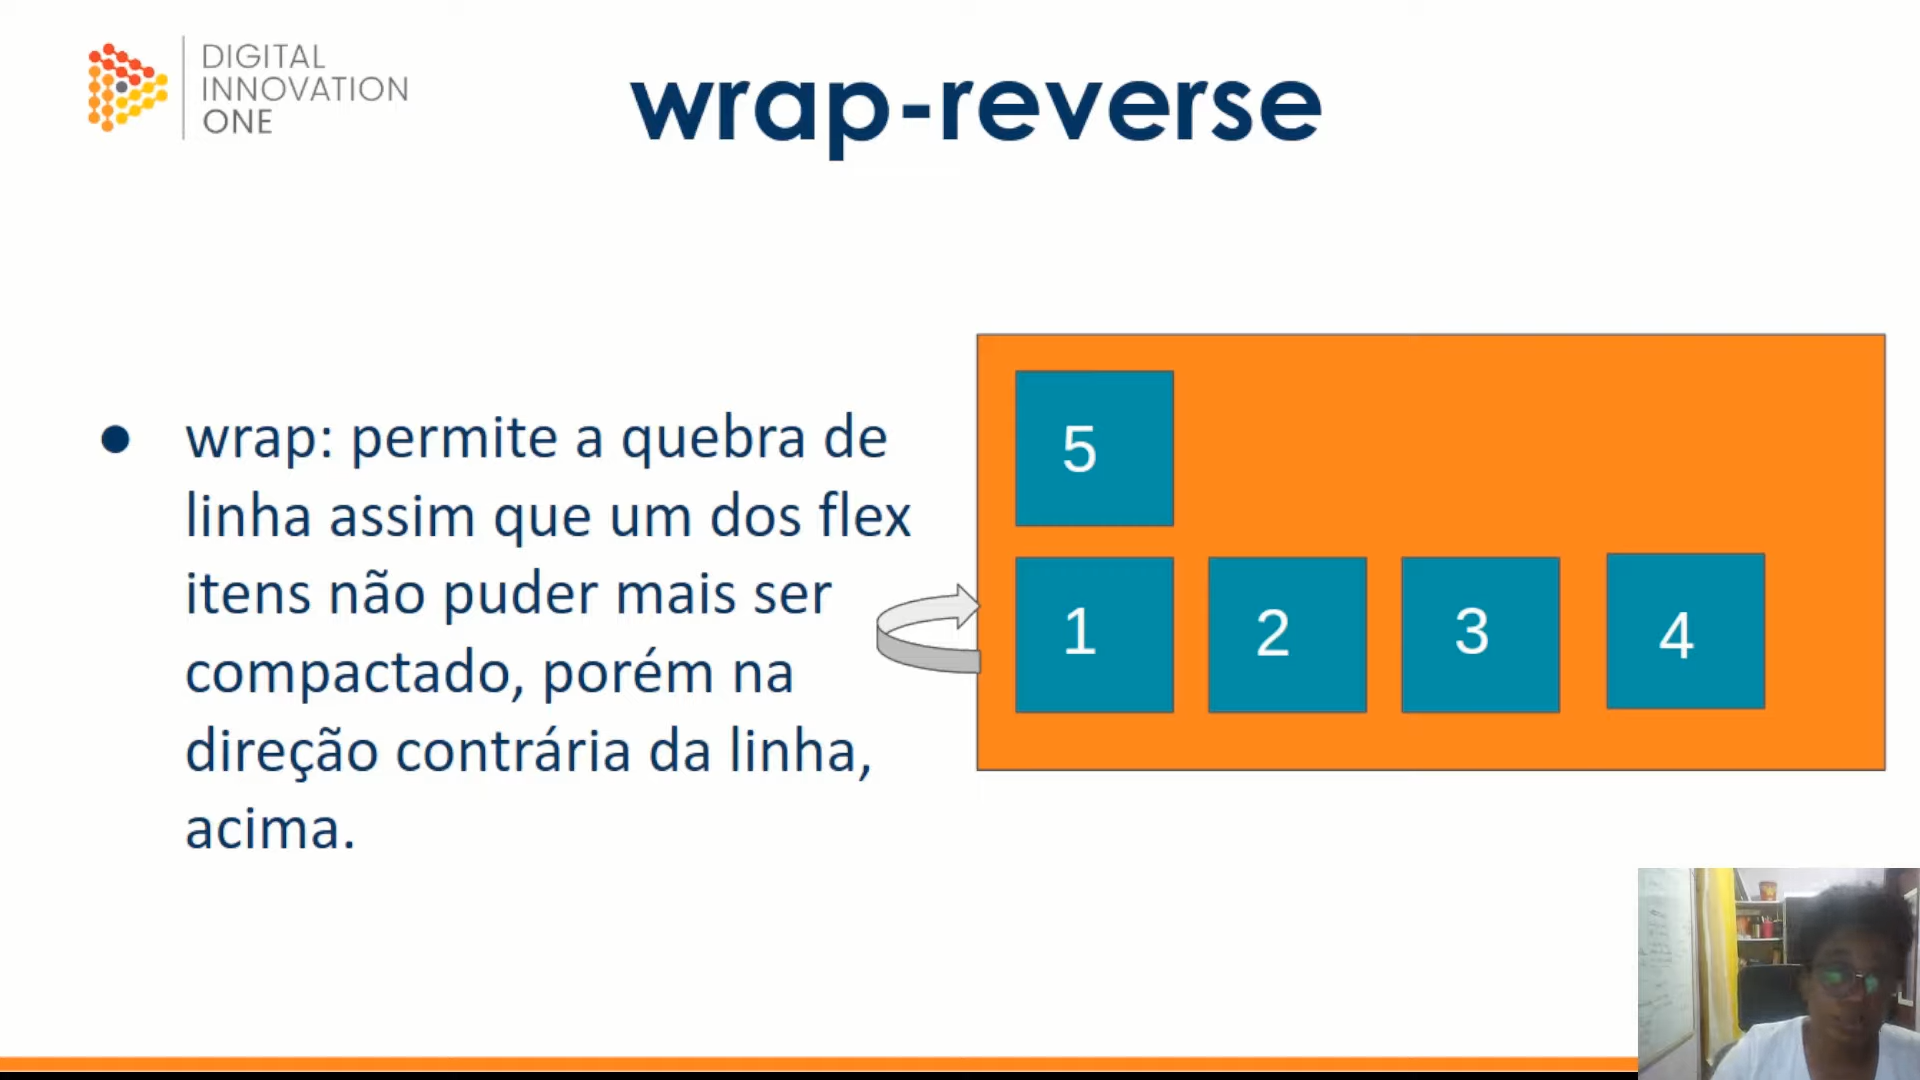 DIGITAL
INNOVATION
ONE
wrap-reverse
● wrap: permite a quebra de
linha assim que um dos flex
itens não puder mais ser
compactado, porém na
direção contrária da linha,
acima.
5
1 2 3 4